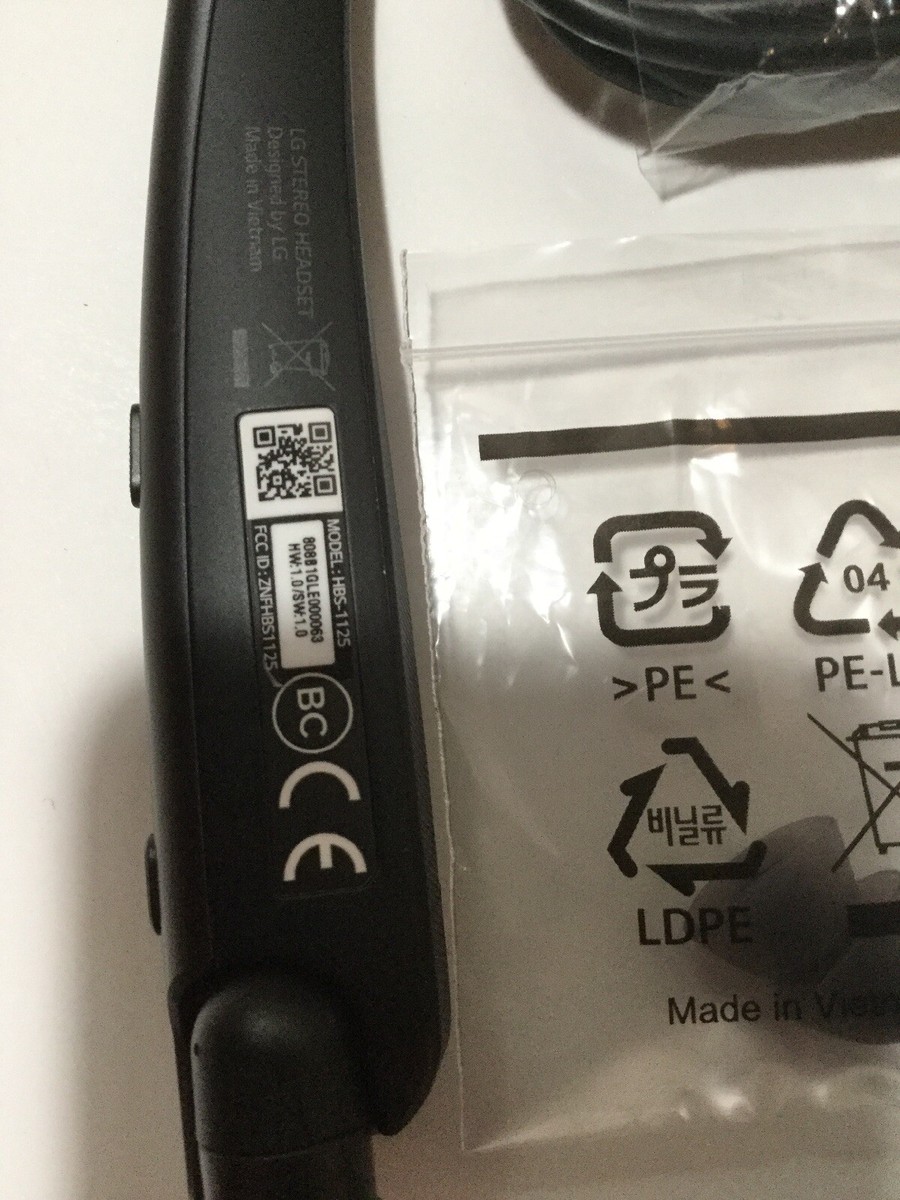 LG STEREO HEADSET
Designed by LG
Made in Vietnam
MODEL: HBS-1125
808B1QLE000063
HW:1.0/SW:1.0
FCC ID: ZNFHBS1125
BC
CE
プラ
>PE<
04
PE-L
비닐류
LDPE
Made in Vietn